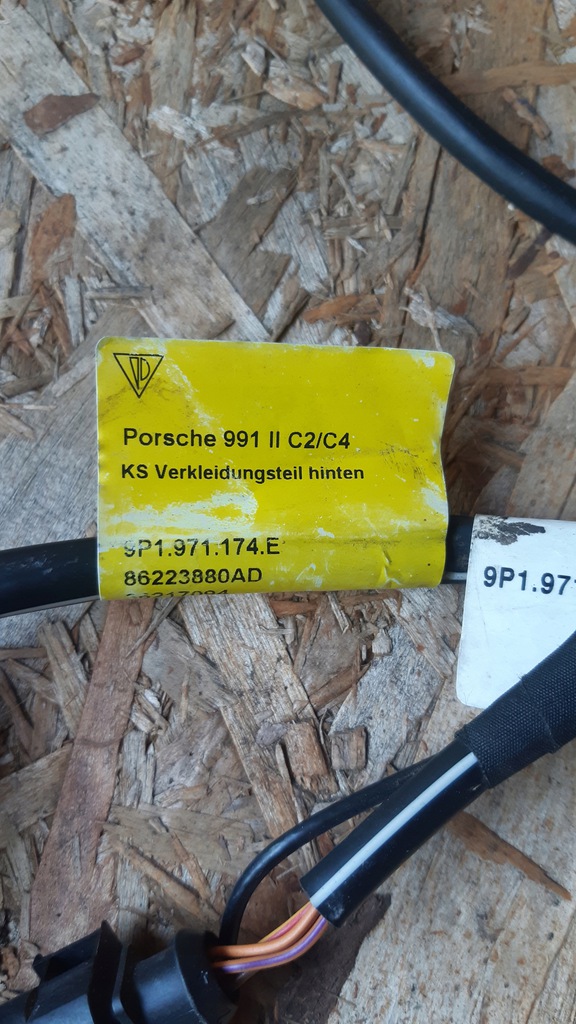 Porsche 991 II C2/C4
KS Verkleidungsteil hinten
9P1.971.174.E
86223880AD
9P1.97